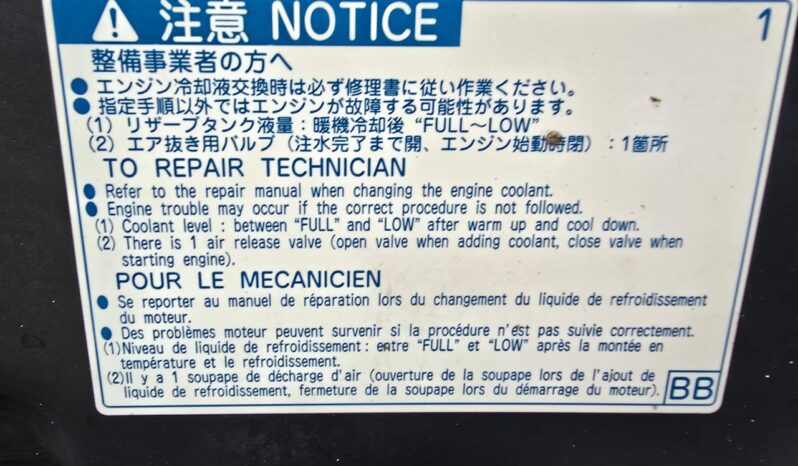 注意 NOTICE 1
整備事業者の方へ
● エンジン冷却液交換時は必ず修理書に従い作業ください。
● 指定手順以外ではエンジンが故障する可能性があります。
(1) リザーブタンク液量：暖機冷却後 “FULL～LOW”
(2) エア抜き用バルブ（注水完了まで開、エンジン始動時閉）：1箇所
TO REPAIR TECHNICIAN
● Refer to the repair manual when changing the engine coolant.
● Engine trouble may occur if the correct procedure is not followed.
(1) Coolant level : between “FULL” and “LOW” after warm up and cool down.
(2) There is 1 air release valve (open valve when adding coolant, close valve when
starting engine).
POUR LE MECANICIEN
● Se reporter au manuel de réparation lors du changement du liquide de refroidissement
du moteur.
● Des problèmes moteur peuvent survenir si la procédure n'est pas suivie correctement.
(1)Niveau de liquide de refroidissement : entre “FULL” et “LOW” après la montée en
température et le refroidissement.
(2)Il y a 1 soupape de décharge d'air (ouverture de la soupape lors de l'ajout de
liquide de refroidissement, fermeture de la soupape lors du démarrage du moteur). BB